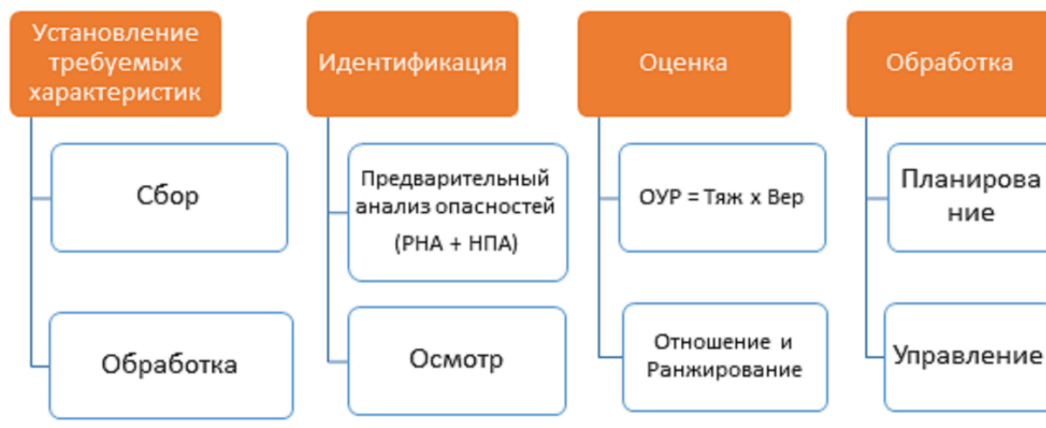 Установление
требуемых
характеристик
Сбор
Обработка
Идентификация
Предварительный
анализ опасностей
(РНА + НПА)
Осмотр
Оценка
ОУР = Тяж х Вер
Отношение и
Ранжирование
Обработка
Планирова
ние
Управление